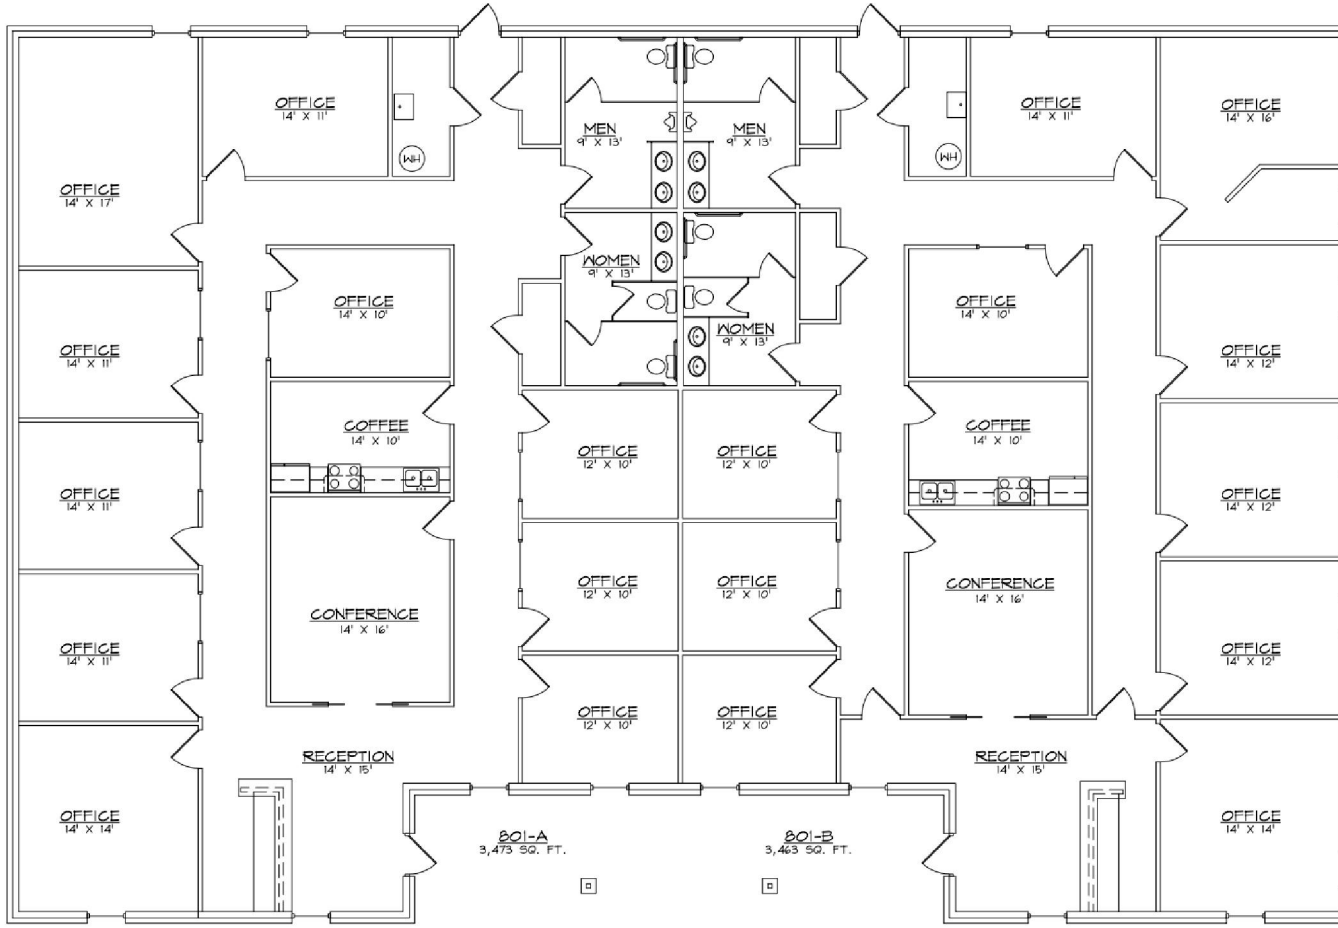 OFFICE
14' X 11'
OFFICE
14' X 11'
OFFICE
14' X 16'
MEN
9' X 13'
MEN
9' X 13'
WH
WH
OFFICE
14' X 17'
WOMEN
9' X 13'
OFFICE
14' X 10'
OFFICE
14' X 10'
WOMEN
9' X 13'
OFFICE
14' X 11'
OFFICE
14' X 12'
COFFEE
14' X 10'
COFFEE
14' X 10'
OFFICE
12' X 10'
OFFICE
12' X 10'
OFFICE
14' X 11'
OFFICE
14' X 12'
OFFICE
12' X 10'
OFFICE
12' X 10'
CONFERENCE
14' X 16'
CONFERENCE
14' X 16'
OFFICE
14' X 11'
OFFICE
14' X 12'
OFFICE
12' X 10'
OFFICE
12' X 10'
RECEPTION
14' X 15'
RECEPTION
14' X 15'
OFFICE
14' X 14'
OFFICE
14' X 14'
801-A
3,473 SQ. FT.
801-B
3,463 SQ. FT.